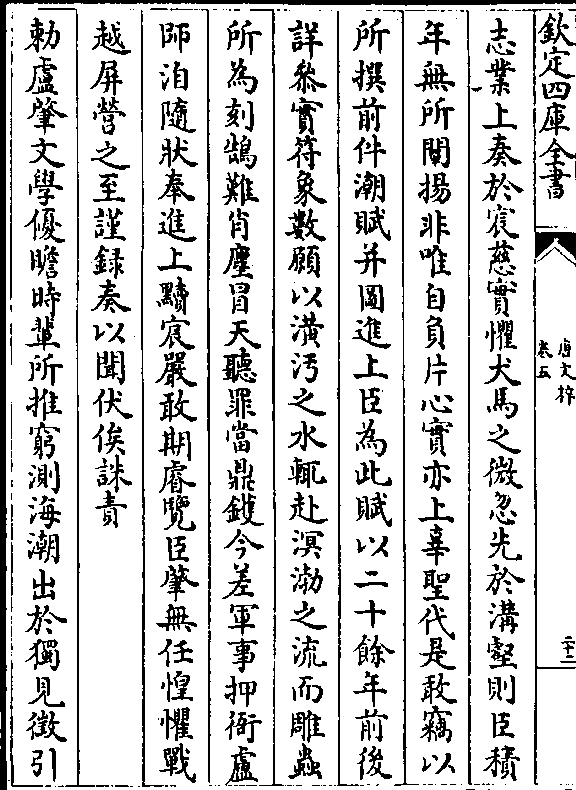 欽定四庫全書
唐文粹
卷五
二十二
志業上奏於宸慈實懼犬馬之微忽先於溝壑則臣積
年無所闡揚非唯自負片心實亦上辜聖代是敢竊以
所撰前件潮賦并圖進上臣為此賦以二十餘年前後
詳叅實符象數願以潢汚之水輒赴溟渤之流而雕蟲
所為刻鵠難肖塵冒天聽罪當鼎鑊今差軍事押衙盧
師洎隨狀奉進上黷宸嚴敢期睿覽臣肇無任惶懼戰
越屏營之至謹録奏以聞伏俟誅責
勅盧肇文學優贍時輩所推窮測海潮出於獨見徵引